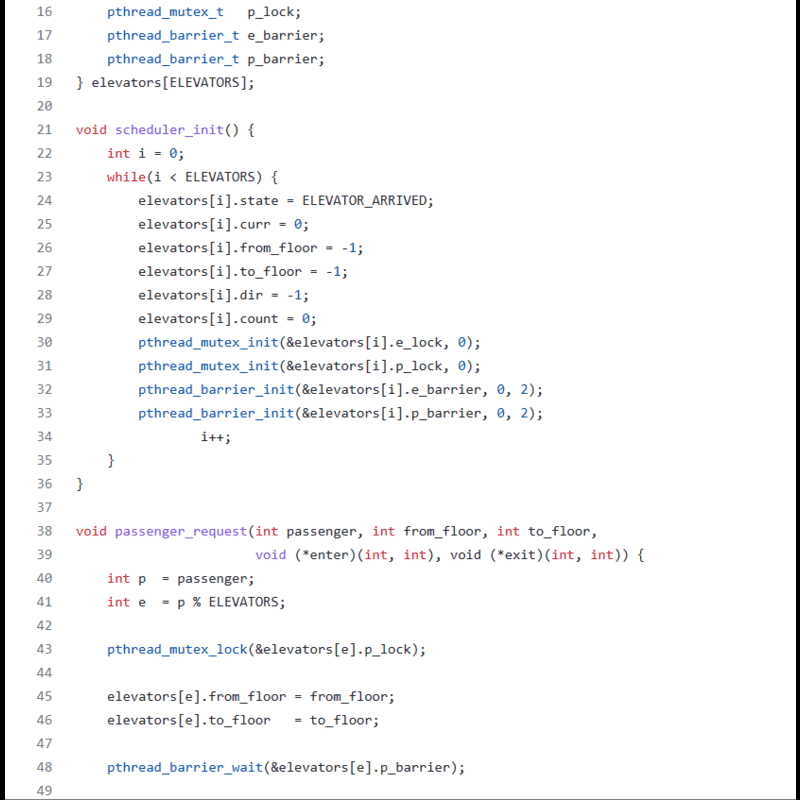 16 pthread_mutex_t p_lock;
17 pthread_barrier_t e_barrier;
18 pthread_barrier_t p_barrier;
19 } elevators[ELEVATORS];
20
21 void scheduler_init() {
22 int i = 0;
23 while(i < ELEVATORS) {
24 elevators[i].state = ELEVATOR_ARRIVED;
25 elevators[i].curr = 0;
26 elevators[i].from_floor = -1;
27 elevators[i].to_floor = -1;
28 elevators[i].dir = -1;
29 elevators[i].count = 0;
30 pthread_mutex_init(&elevators[i].e_lock, 0);
31 pthread_mutex_init(&elevators[i].p_lock, 0);
32 pthread_barrier_init(&elevators[i].e_barrier, 0, 2);
33 pthread_barrier_init(&elevators[i].p_barrier, 0, 2);
34 i++;
35 }
36 }
37
38 void passenger_request(int passenger, int from_floor, int to_floor,
39 void (*enter)(int, int), void (*exit)(int, int)) {
40 int p = passenger;
41 int e = p % ELEVATORS;
42
43 pthread_mutex_lock(&elevators[e].p_lock);
44
45 elevators[e].from_floor = from_floor;
46 elevators[e].to_floor = to_floor;
47
48 pthread_barrier_wait(&elevators[e].p_barrier);
49